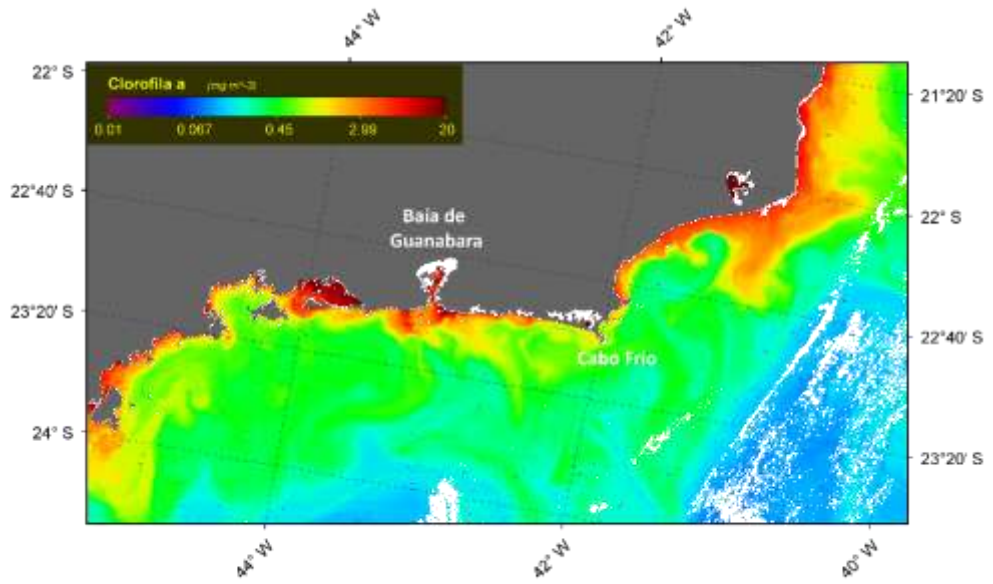 44° W
42° W
22° S
Clorofila a (mg m^-3)
0.01 0.067 0.45 2.99 20
21°20' S
22°40' S
Baía de
Guanabara
22° S
23°20' S
22°40' S
Cabo Frio
24° S
23°20' S
44° W
42° W
40° W